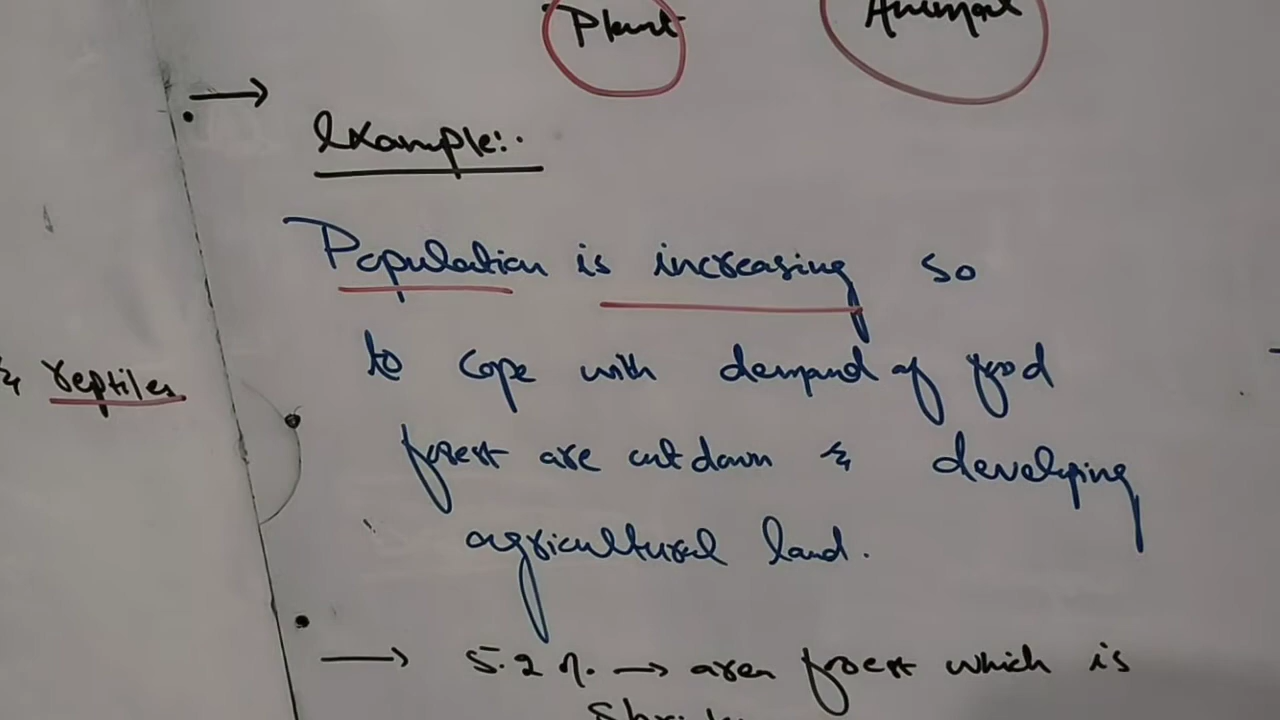 Plant Animal
→ Example:-
Population is increasing so
to cope with demand of food
& reptiles
forest are cut down & developing
agricultural land.
→ 5.2 %. → area forest which is